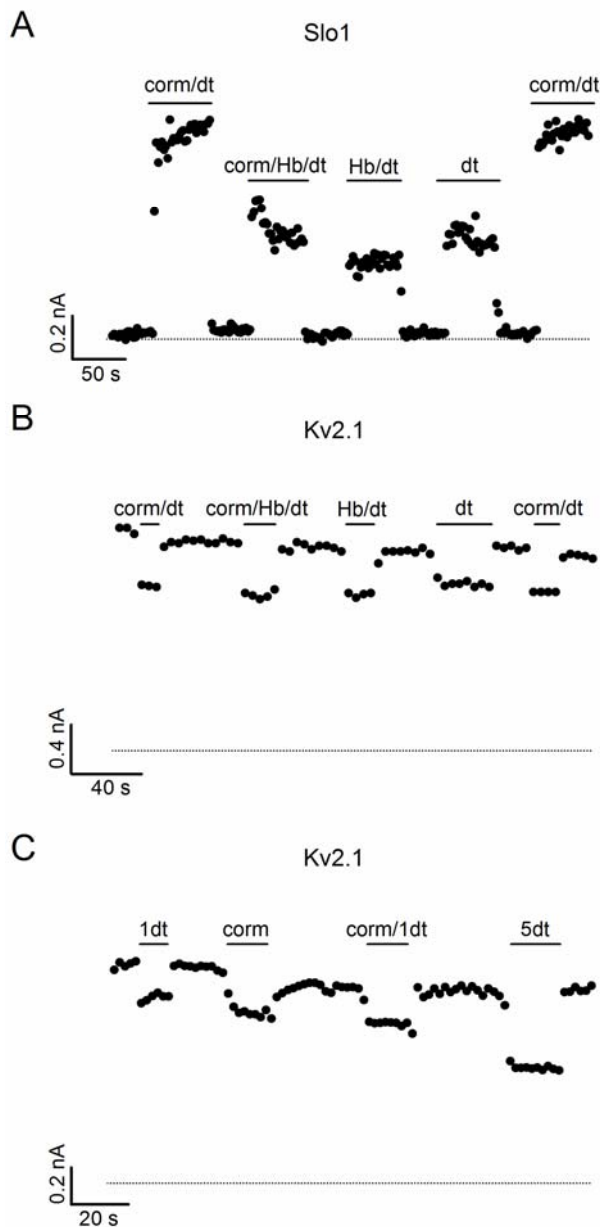 A
Slo1
corm/dt
corm/dt
corm/Hb/dt
Hb/dt
dt
0.2 nA
50 s
B
Kv2.1
corm/dt
corm/Hb/dt
Hb/dt
dt
corm/dt
0.4 nA
40 s
C
Kv2.1
1dt
corm
corm/1dt
5dt
0.2 nA
20 s